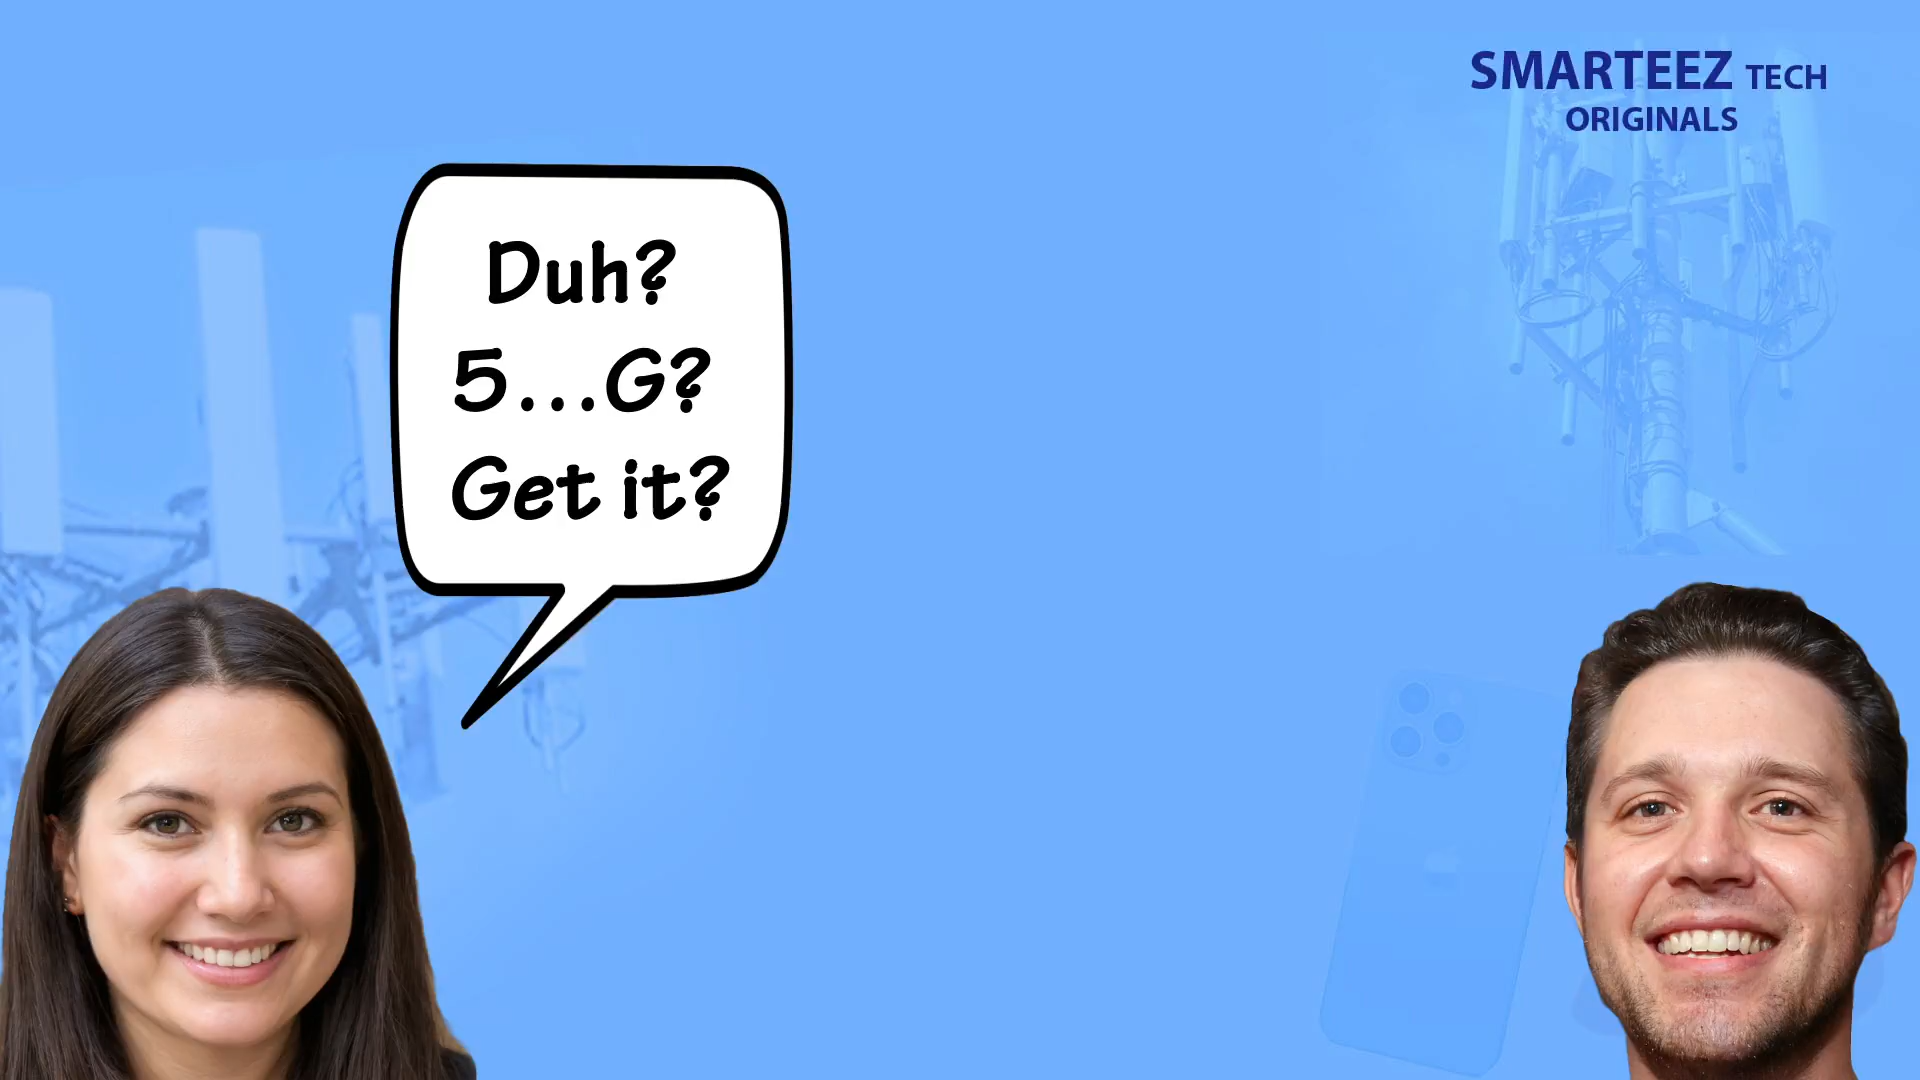 SMARTEEZ TECH
ORIGINALS
Duh?
5...G?
Get it?